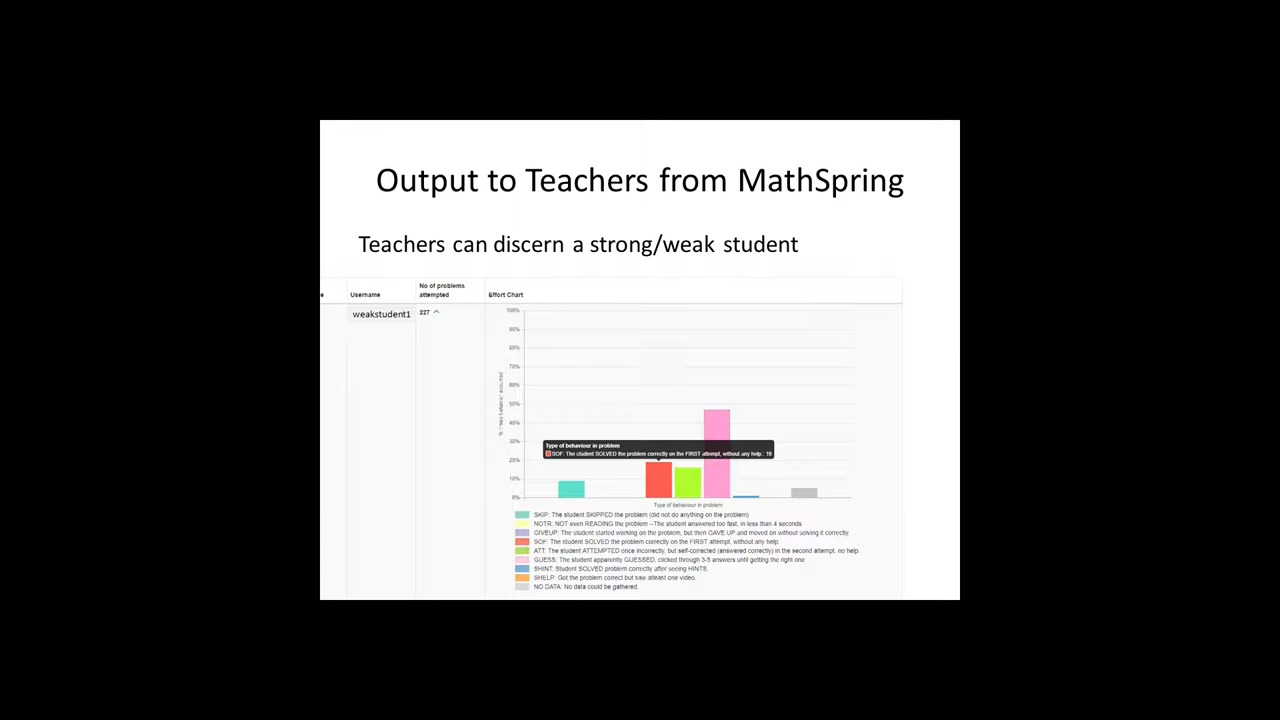 Output to Teachers from MathSpring
Teachers can discern a strong/weak student
e Username No of problems attempted Effort Chart
weakstudent1 227
100%
90%
80%
70%
60%
50%
40%
30%
20%
10%
0%
Type of behaviour in problem
SOF: The student SOLVED the problem correctly on the FIRST attempt, without any help.: 19
Type of behaviour in problem
SKIP: The student SKIPPED the problem (did not do anything on the problem)
NOTR: NOT even READING the problem --The student answered too fast, in less than 4 seconds
GIVEUP: The student started working on the problem, but then GAVE UP and moved on without solving it correctly.
SOF: The student SOLVED the problem correctly on the FIRST attempt, without any help.
ATT: The student ATTEMPTED once incorrectly, but self-corrected (answered correctly) in the second attempt, no help.
GUESS: The student apparently GUESSED, clicked through 3-5 answers until getting the right one
SHINT: Student SOLVED problem correctly after seeing HINTS.
SHELP: Got the problem correct but saw atleast one video.
NO DATA: No data could be gathered.